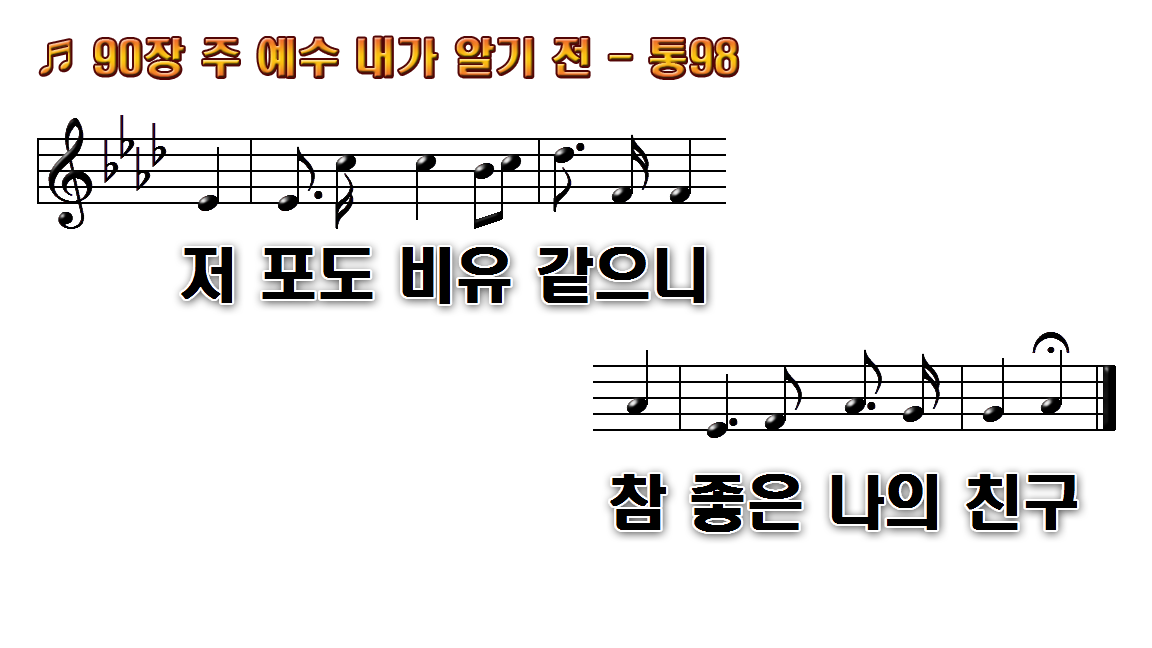 ♬ 90장 주 예수 내가 알기 전 - 통98
저 포도 비유 같으니
참 좋은 나의 친구